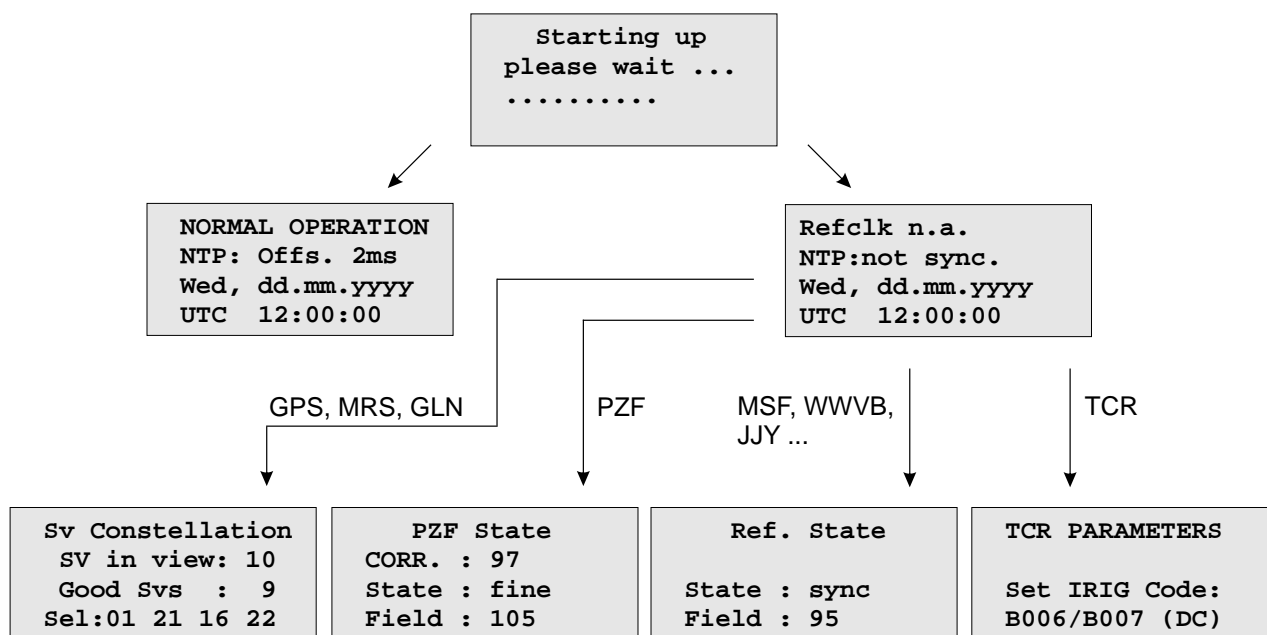 Starting up
please wait ...
..........
NORMAL OPERATION
NTP: Offs. 2ms
Wed, dd.mm.yyyy
UTC  12:00:00
Refclk n.a.
NTP:not sync.
Wed, dd.mm.yyyy
UTC  12:00:00
GPS, MRS, GLN
PZF
MSF, WWVB,
JJY ...
TCR
Sv Constellation
SV in view: 10
Good Svs  :  9
Sel:01 21 16 22
PZF State
CORR. : 97
State : fine
Field : 105
Ref. State
State : sync
Field : 95
TCR PARAMETERS
Set IRIG Code:
B006/B007 (DC)